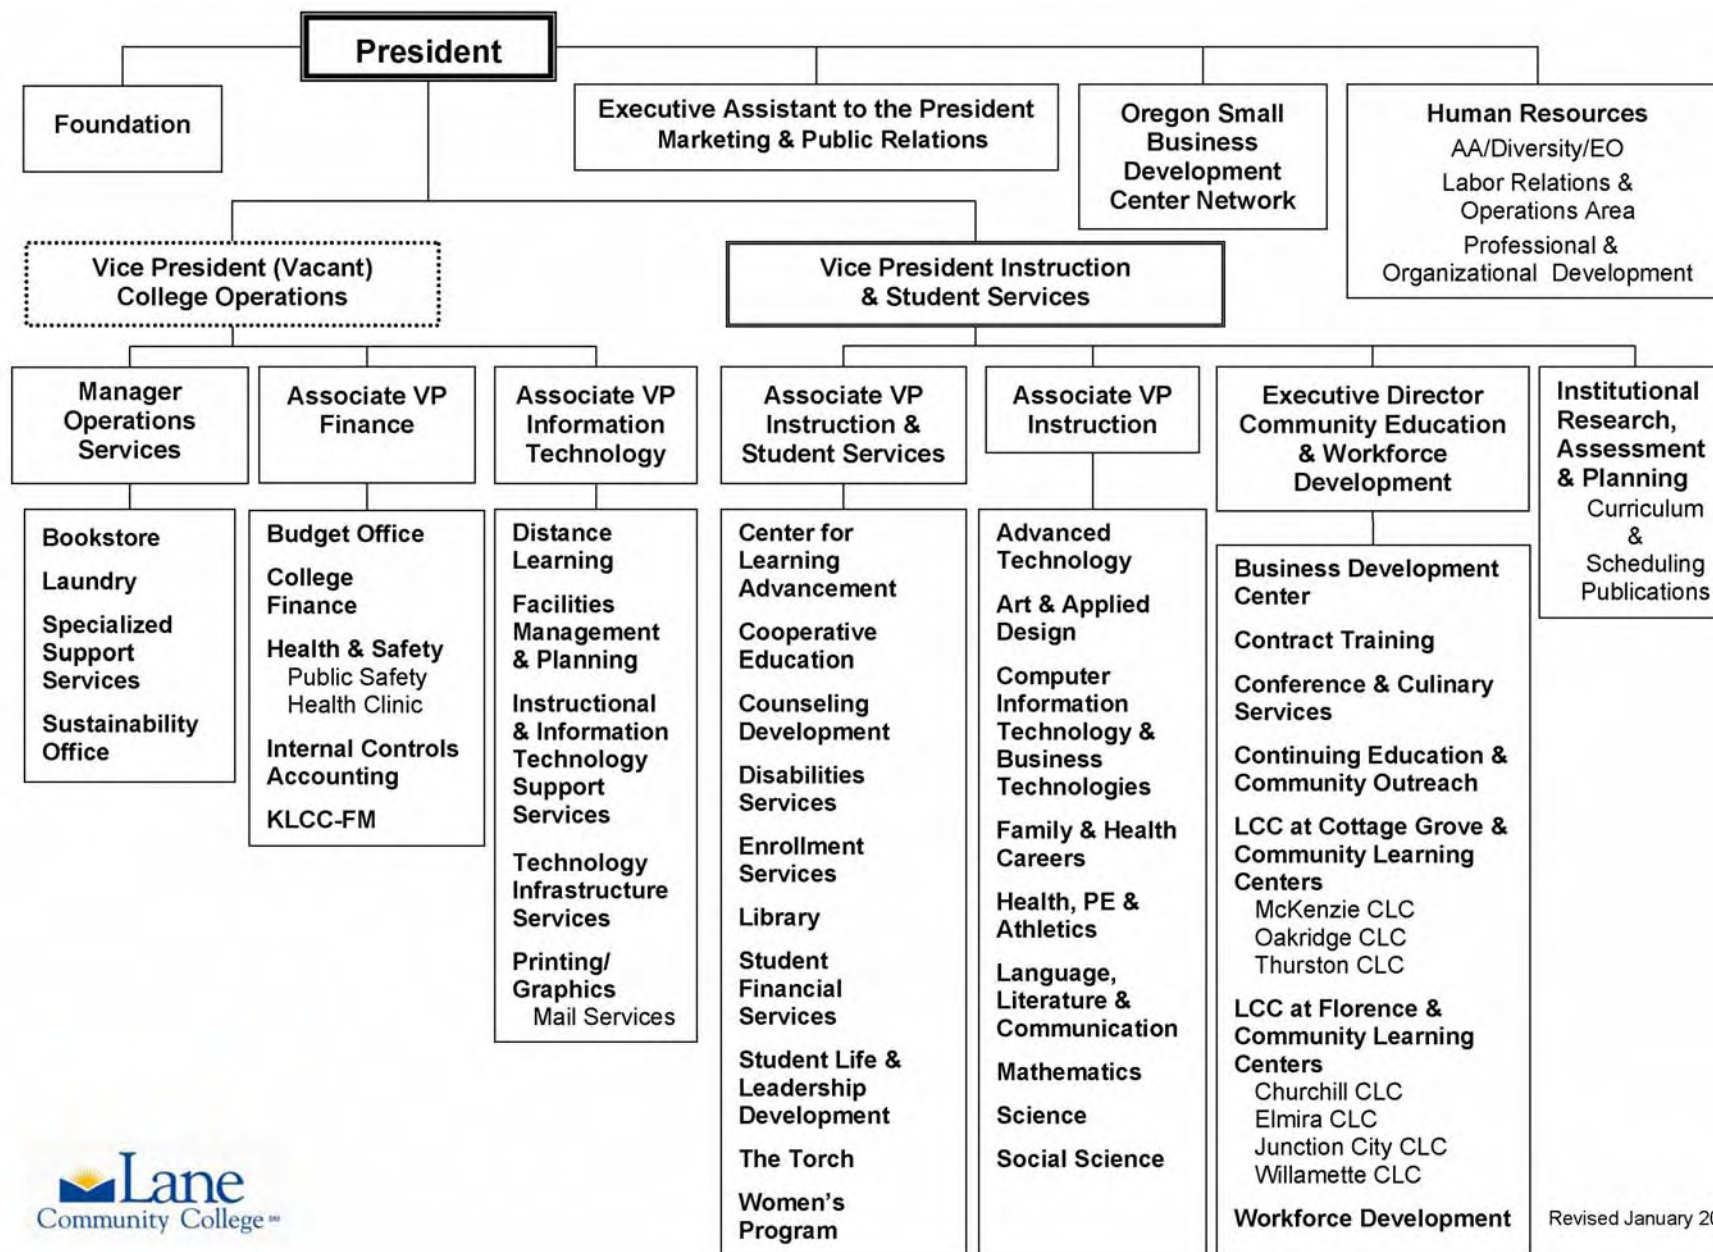 President
Foundation
Executive Assistant to the President
Marketing & Public Relations
Oregon Small
Business
Development
Center Network
Human Resources
AA/Diversity/EO
Labor Relations &
Operations Area
Professional &
Organizational Development
Vice President (Vacant)
College Operations
Vice President Instruction
& Student Services
Manager
Operations
Services
Associate VP
Finance
Associate VP
Information
Technology
Associate VP
Instruction &
Student Services
Associate VP
Instruction
Executive Director
Community Education
& Workforce
Development
Institutional
Research,
Assessment
& Planning
Curriculum
&
Scheduling
Publications
Bookstore
Laundry
Specialized
Support
Services
Sustainability
Office
Budget Office
College
Finance
Health & Safety
Public Safety
Health Clinic
Internal Controls
Accounting
KLCC-FM
Distance
Learning
Facilities
Management
& Planning
Instructional
& Information
Technology
Support
Services
Technology
Infrastructure
Services
Printing/
Graphics
Mail Services
Center for
Learning
Advancement
Cooperative
Education
Counseling
Development
Disabilities
Services
Enrollment
Services
Library
Student
Financial
Services
Student Life &
Leadership
Development
The Torch
Women's
Program
Advanced
Technology
Art & Applied
Design
Computer
Information
Technology &
Business
Technologies
Family & Health
Careers
Health, PE &
Athletics
Language,
Literature &
Communication
Mathematics
Science
Social Science
Business Development
Center
Contract Training
Conference & Culinary
Services
Continuing Education &
Community Outreach
LCC at Cottage Grove &
Community Learning
Centers
McKenzie CLC
Oakridge CLC
Thurston CLC
LCC at Florence &
Community Learning
Centers
Churchill CLC
Elmira CLC
Junction City CLC
Willamette CLC
Workforce Development
Lane
Community College
Revised January